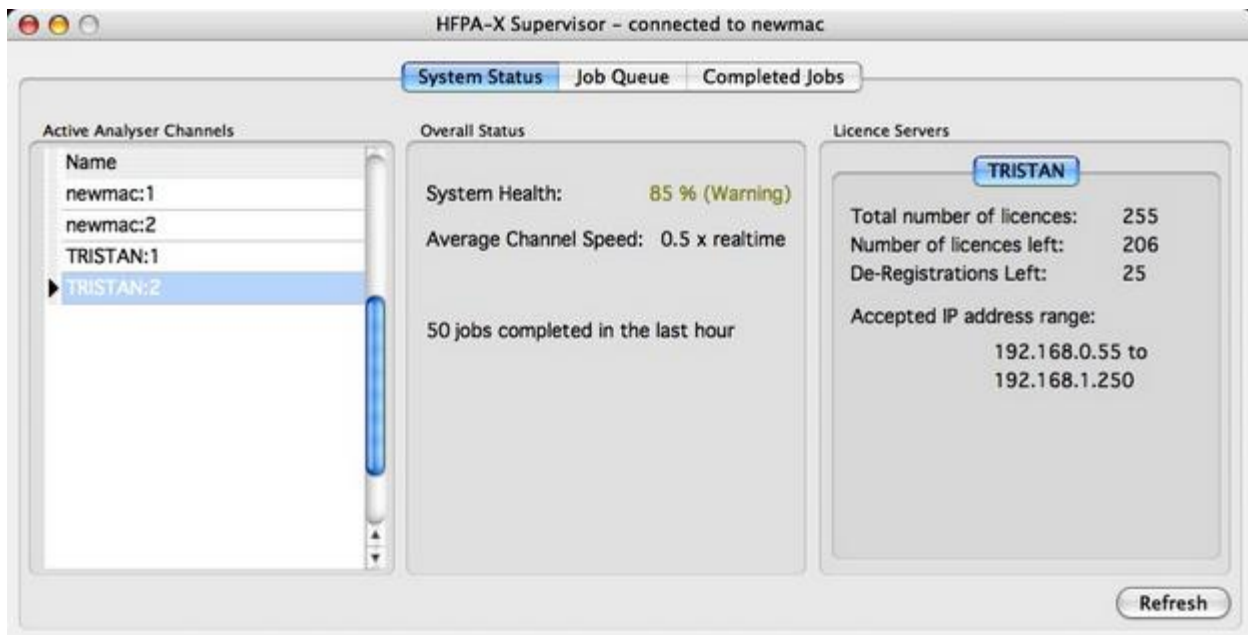 HFPA-X Supervisor – connected to newmac
System Status Job Queue Completed Jobs
Active Analyser Channels
Name
newmac:1
newmac:2
TRISTAN:1
TRISTAN:2
Overall Status
System Health: 85 % (Warning)
Average Channel Speed: 0.5 x realtime
50 jobs completed in the last hour
Licence Servers
TRISTAN
Total number of licences: 255
Number of licences left: 206
De-Registrations Left: 25
Accepted IP address range:
192.168.0.55 to
192.168.1.250
Refresh